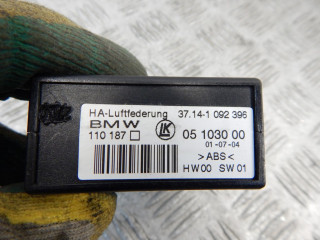 HA-Luftfederung 37.14-1 092 396
BMW LK
110 187 □ 05 1030 00
01-07-04
>ABS<
HW00 SW01